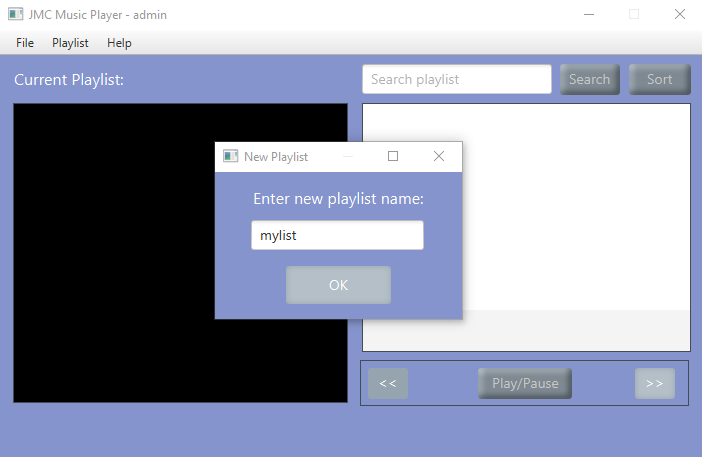 JMC Music Player - admin
File Playlist Help
Current Playlist:
Search playlist
Search
Sort
New Playlist
Enter new playlist name:
mylist
OK
<<
Play/Pause
>>